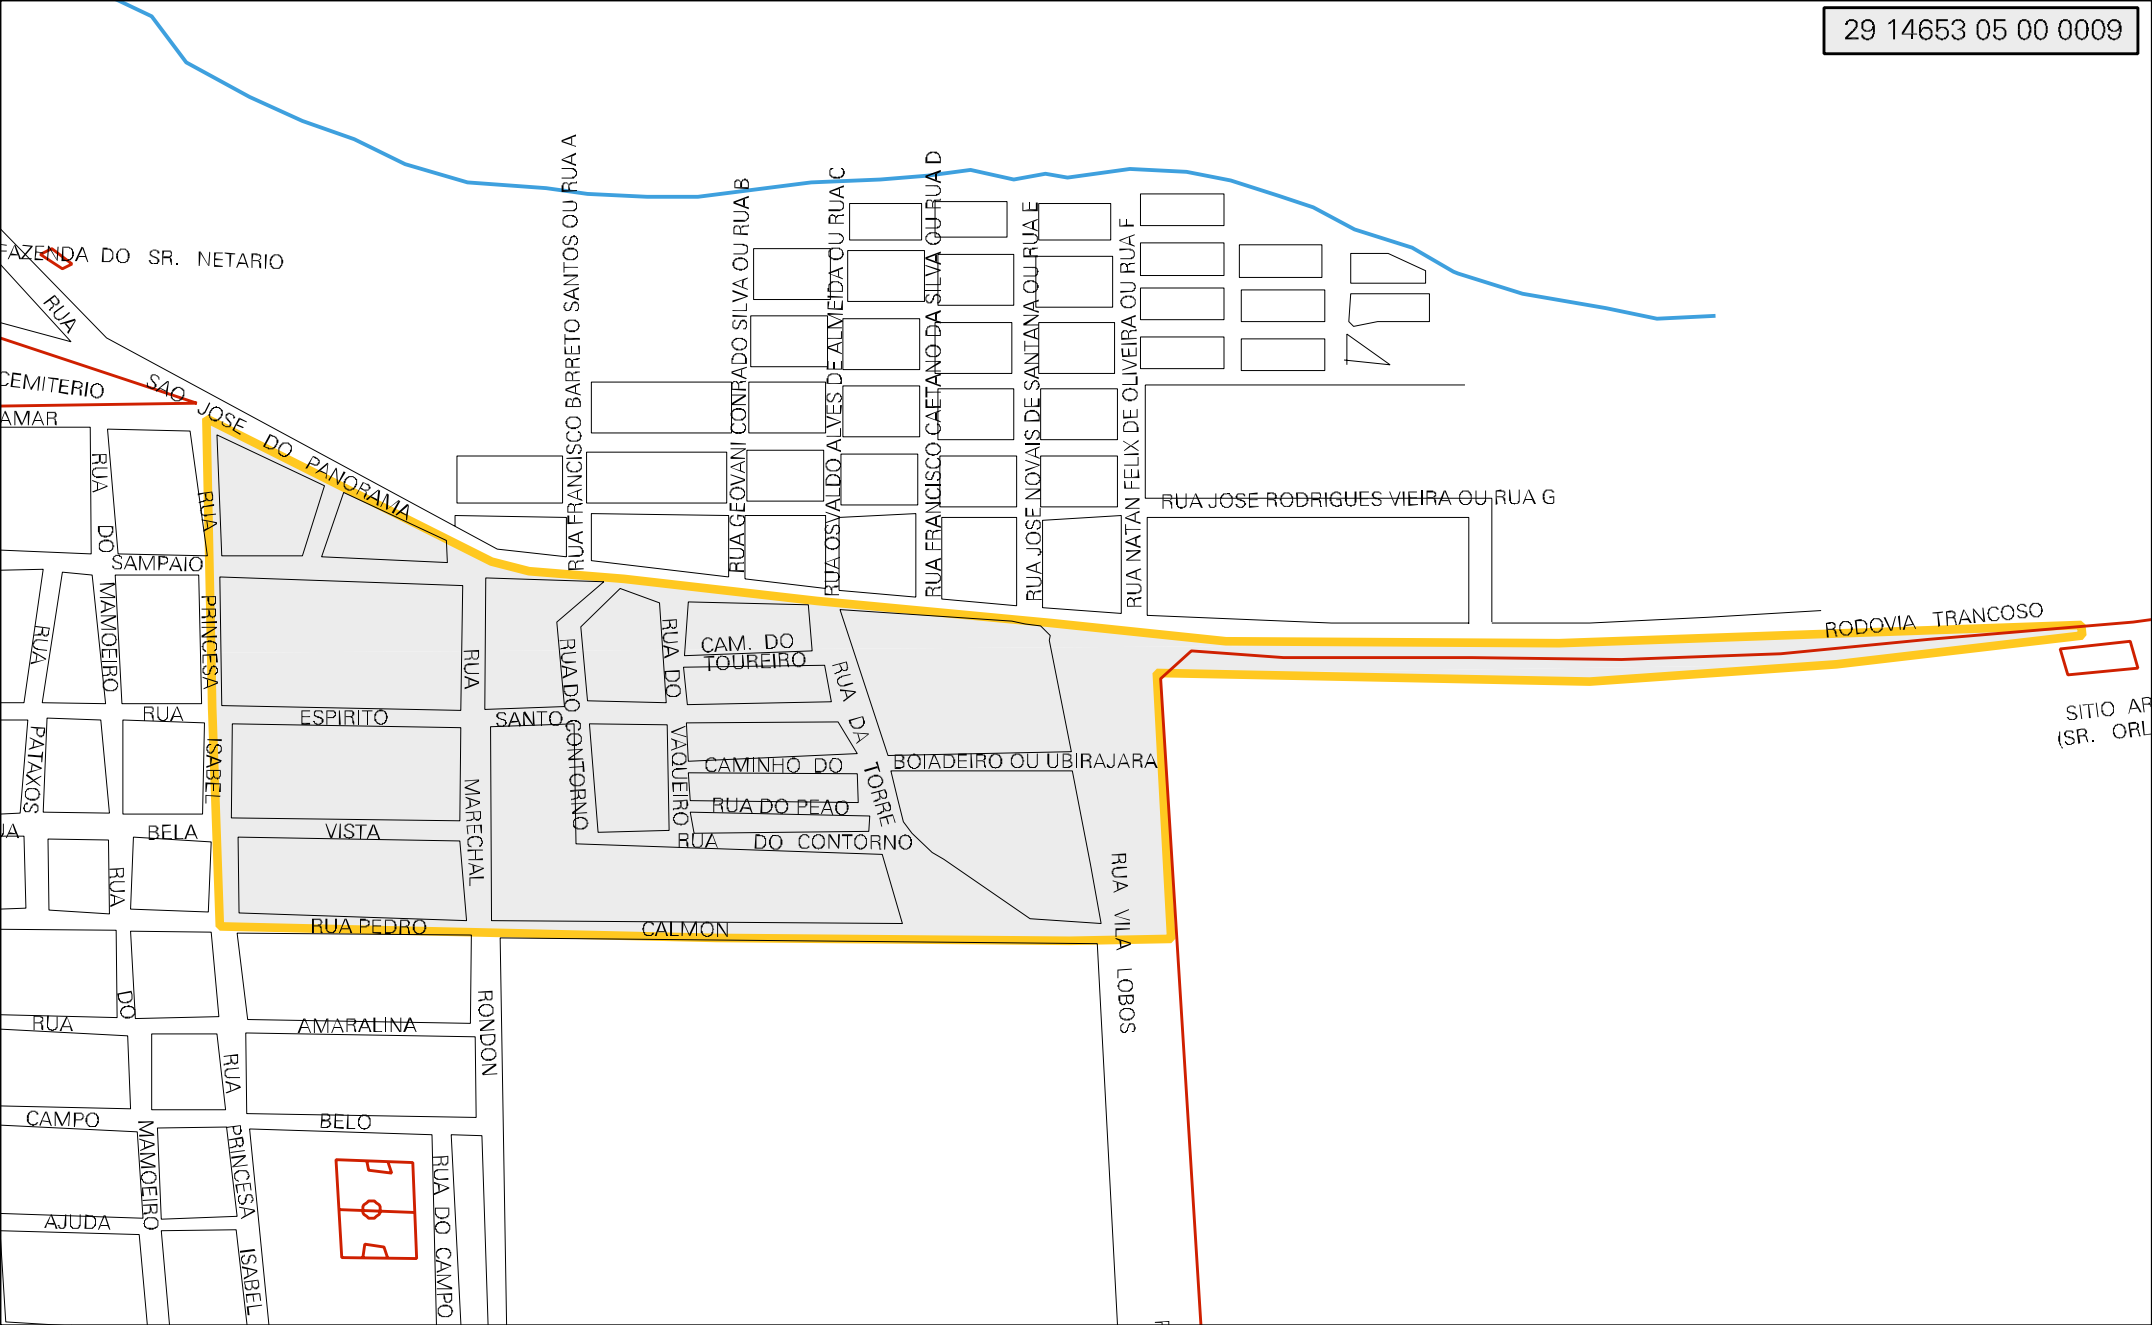 29 14653 05 00 0009
FAZENDA DO SR. NETARIO
RUA
SAO JOSE DO PANORAMA
CEMITERIO
AMAR
RUA FRANCISCO BARRETO SANTOS OU RUA A
RUA GEOVANI CONRADO SILVA OU RUA B
RUA OSVALDO ALVES DE ALMEIDA OU RUA C
RUA FRANCISCO CAETANO DA SILVA OU RUA D
RUA JOSE NOVAIS DE SANTANA OU RUA E
RUA NATAN FELIX DE OLIVEIRA OU RUA F
RUA JOSE RODRIGUES VIEIRA OU RUA G
RODOVIA TRANCOSO
SITIO AR
(SR. ORL
RUA DO MAMOEIRO
SAMPAIO
RUA PRINCESA ISABEL
RUA PATAXOS
RUA ESPIRITO SANTO
RUA MARECHAL RONDON
RUA DO CONTORNO
RUA DO VAQUEIRO
CAM. DO
TOUREIRO
RUA DA TORRE
CAMINHO DO BOIADEIRO OU UBIRAJARA
RUA DO PEAO
RUA DO CONTORNO
UA BELA VISTA
RUA PEDRO CALMON
RUA VILA LOBOS
RUA DO MAMOEIRO
RUA AMARALINA
RUA PRINCESA ISABEL
CAMPO BELO
RUA DO CAMPO
AJUDA